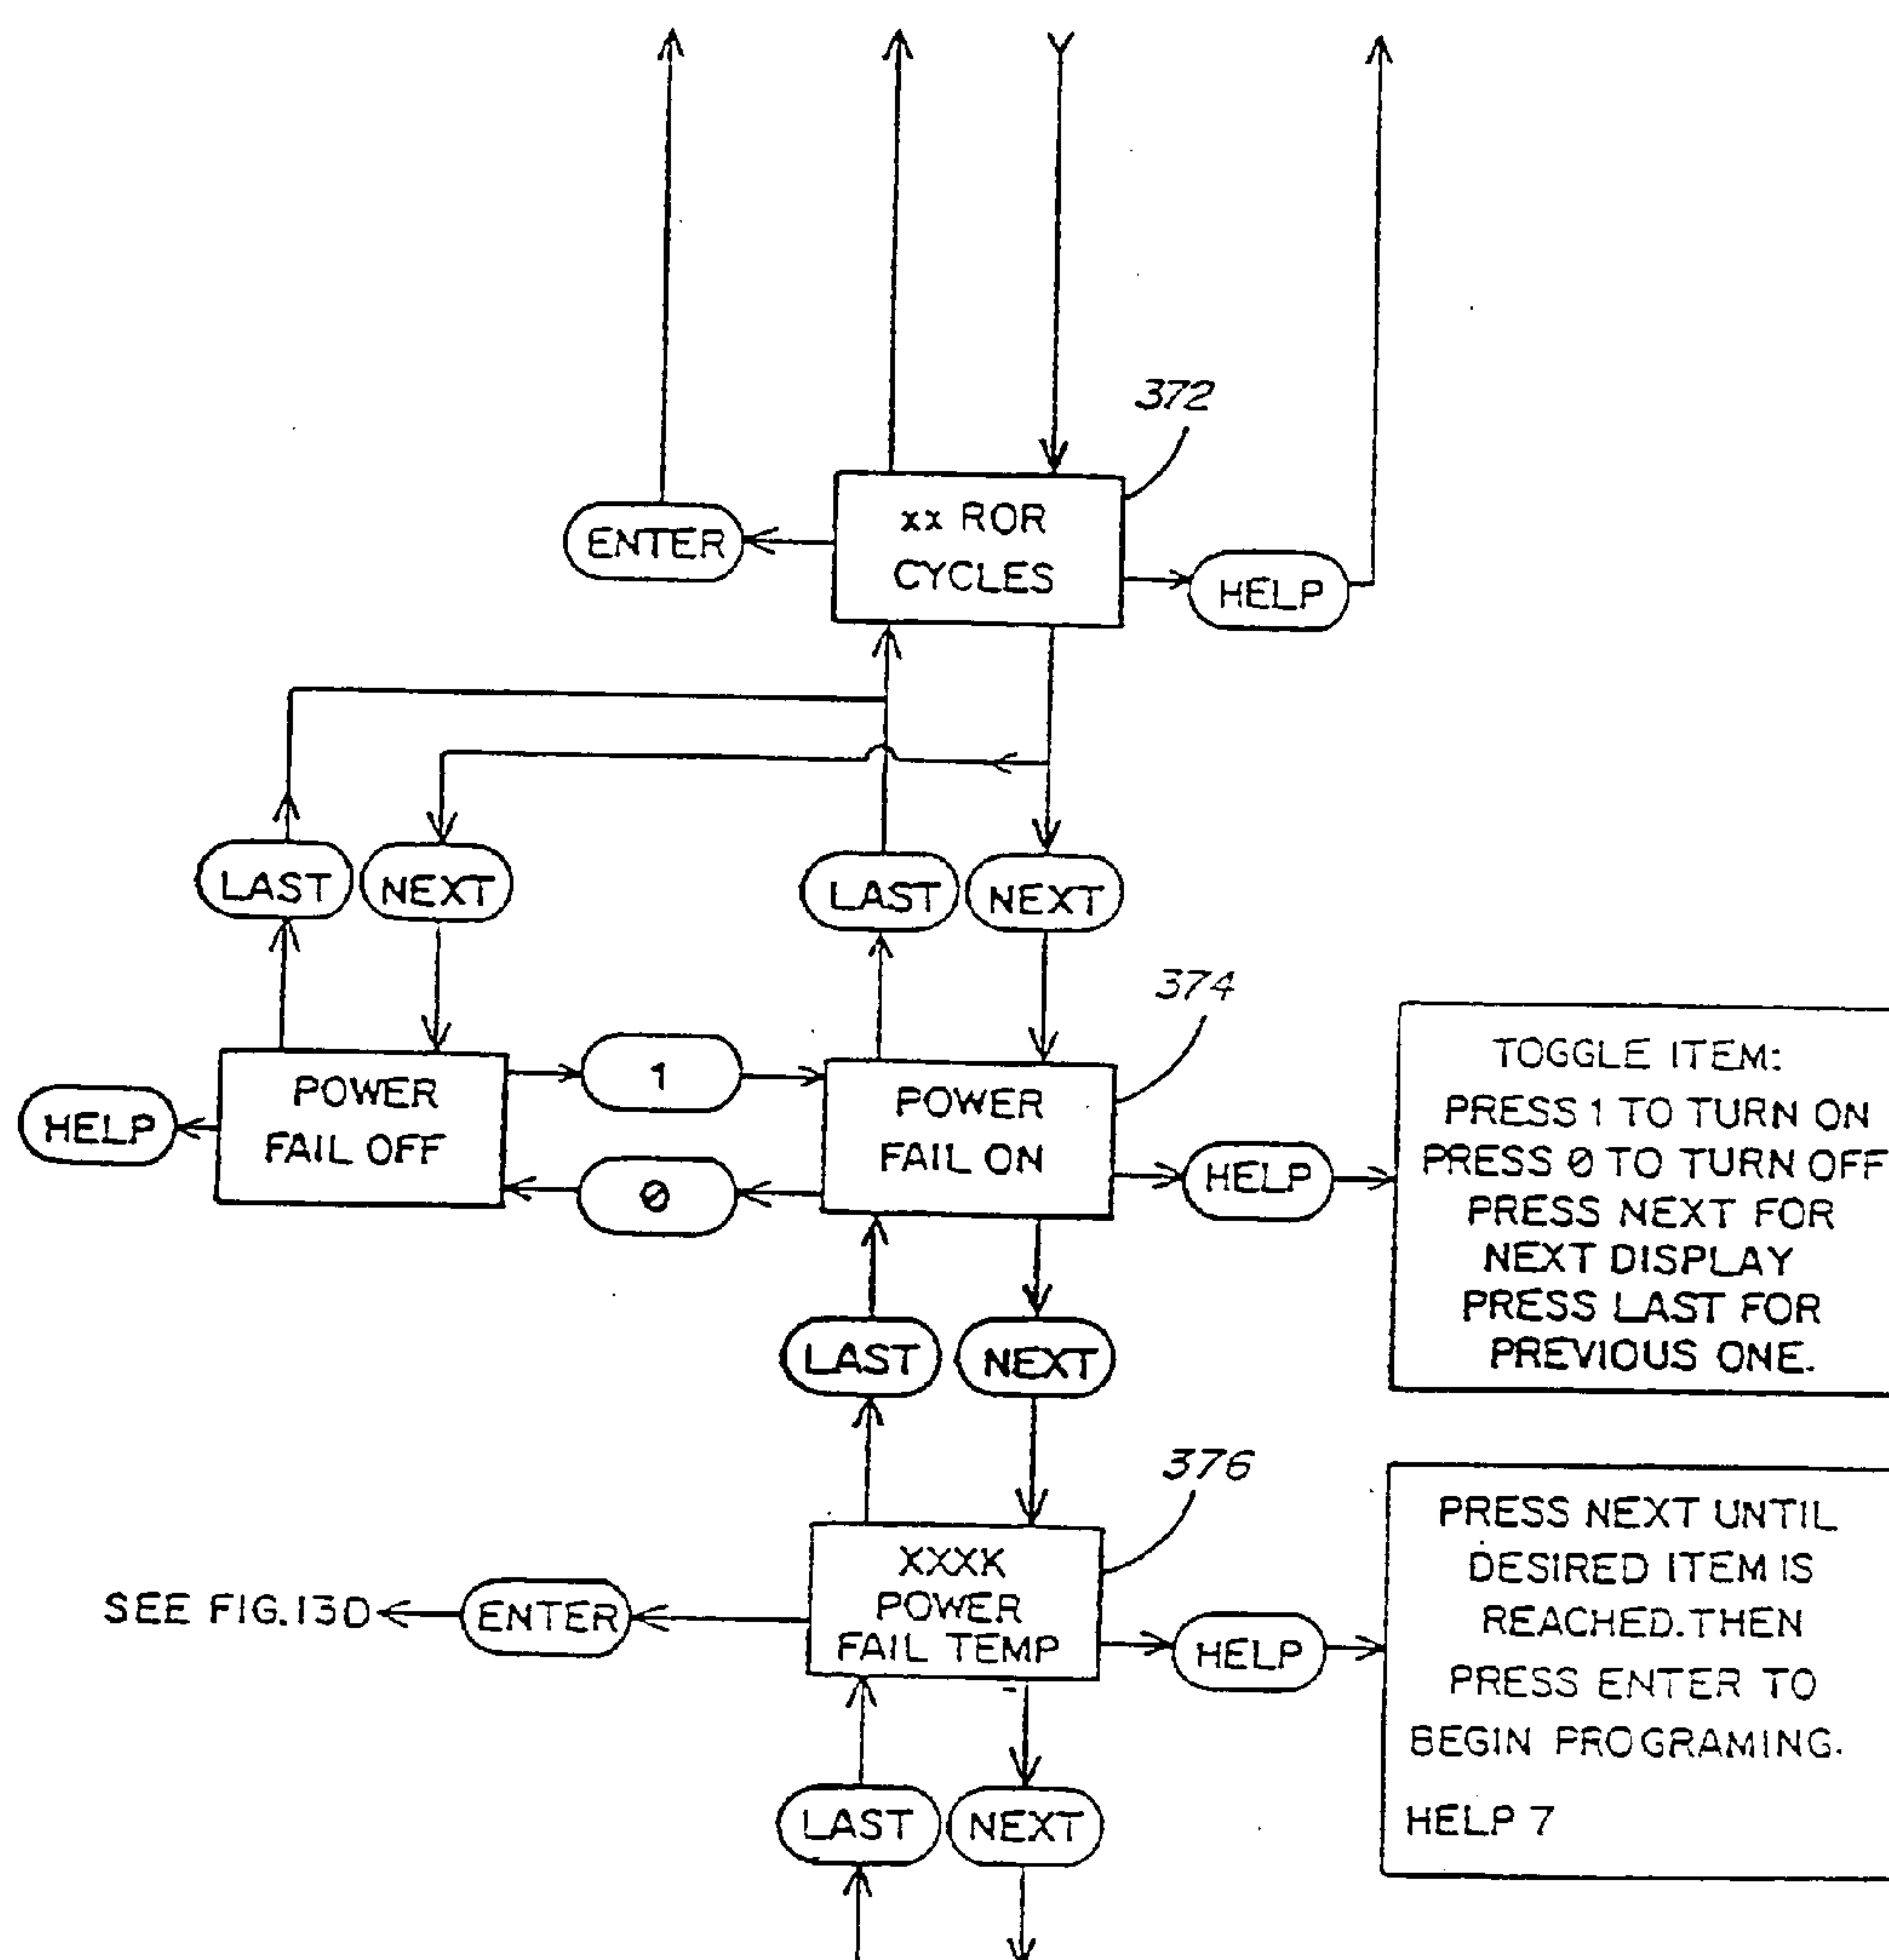 372
xx ROR
CYCLES
ENTER
HELP
LAST
NEXT
LAST
NEXT
374
POWER
FAIL OFF
HELP
1
0
POWER
FAIL ON
HELP
TOGGLE ITEM:
PRESS 1 TO TURN ON
PRESS 0 TO TURN OFF
PRESS NEXT FOR
NEXT DISPLAY
PRESS LAST FOR
PREVIOUS ONE.
LAST
NEXT
376
XXXK
POWER
FAIL TEMP
SEE FIG.13D
ENTER
HELP
PRESS NEXT UNTIL
DESIRED ITEM IS
REACHED.THEN
PRESS ENTER TO
BEGIN PROGRAMING.
HELP 7
LAST
NEXT